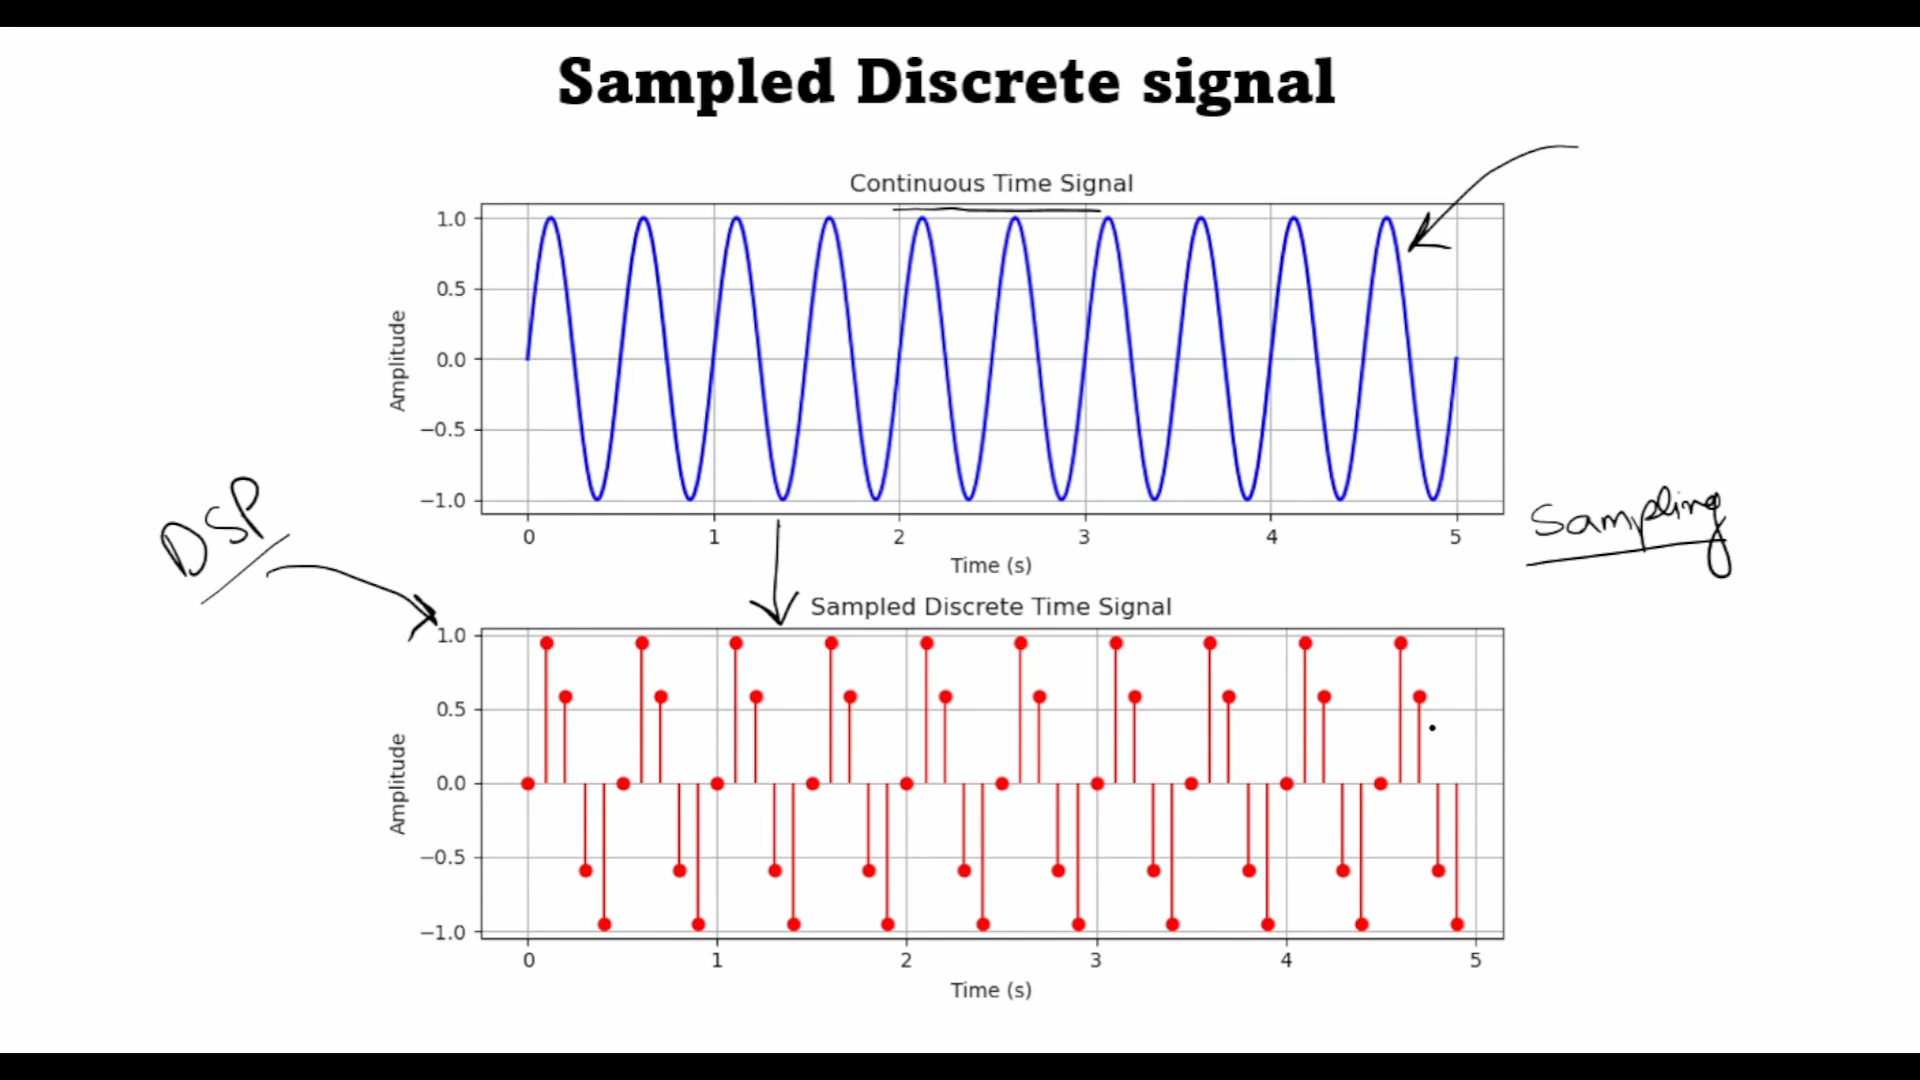 Sampled Discrete signal
Continuous Time Signal
1.0
0.5
0.0
−0.5
−1.0
Amplitude
0 1 2 3 4 5
Time (s)
DSP
Sampling
Sampled Discrete Time Signal
1.0
0.5
0.0
−0.5
−1.0
Amplitude
0 1 2 3 4 5
Time (s)